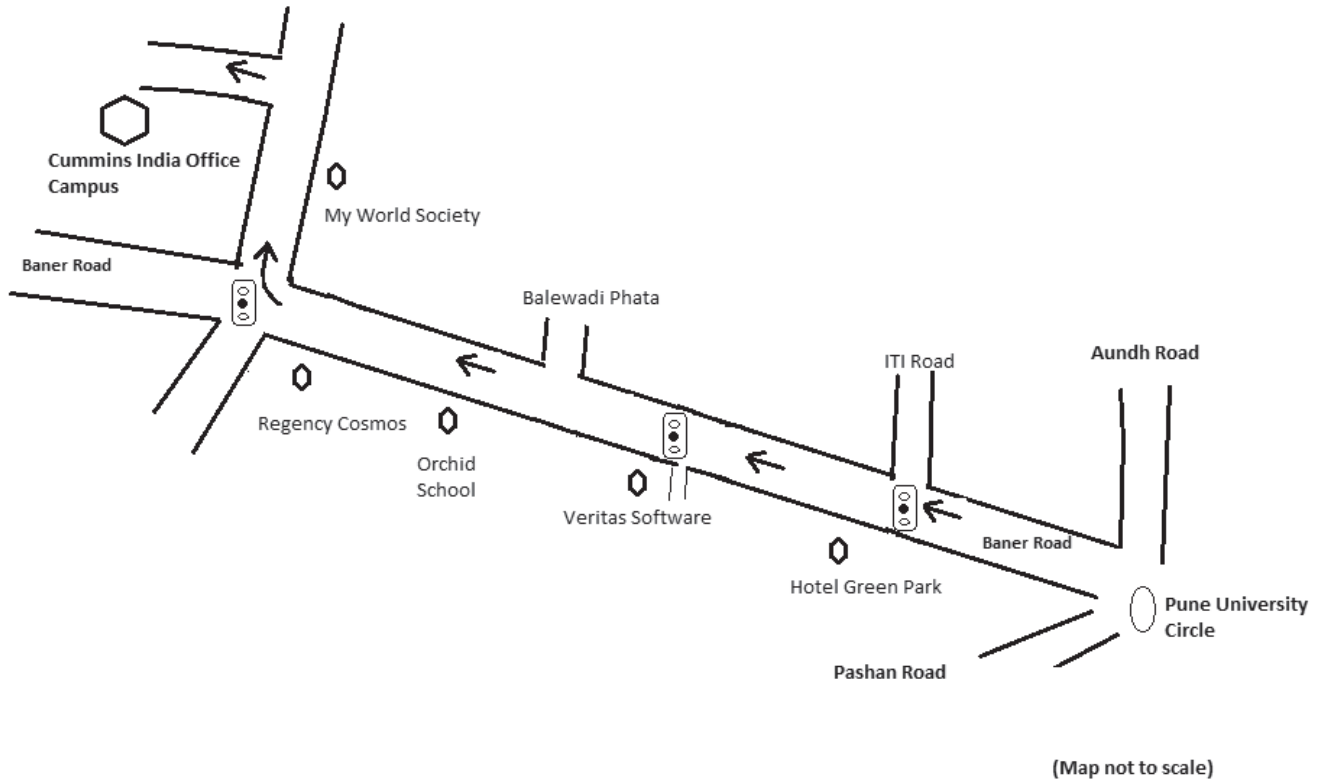 Cummins India Office
Campus
My World Society
Baner Road
Balewadi Phata
Aundh Road
ITI Road
Regency Cosmos
Orchid
School
Veritas Software
Baner Road
Hotel Green Park
Pune University
Circle
Pashan Road
(Map not to scale)